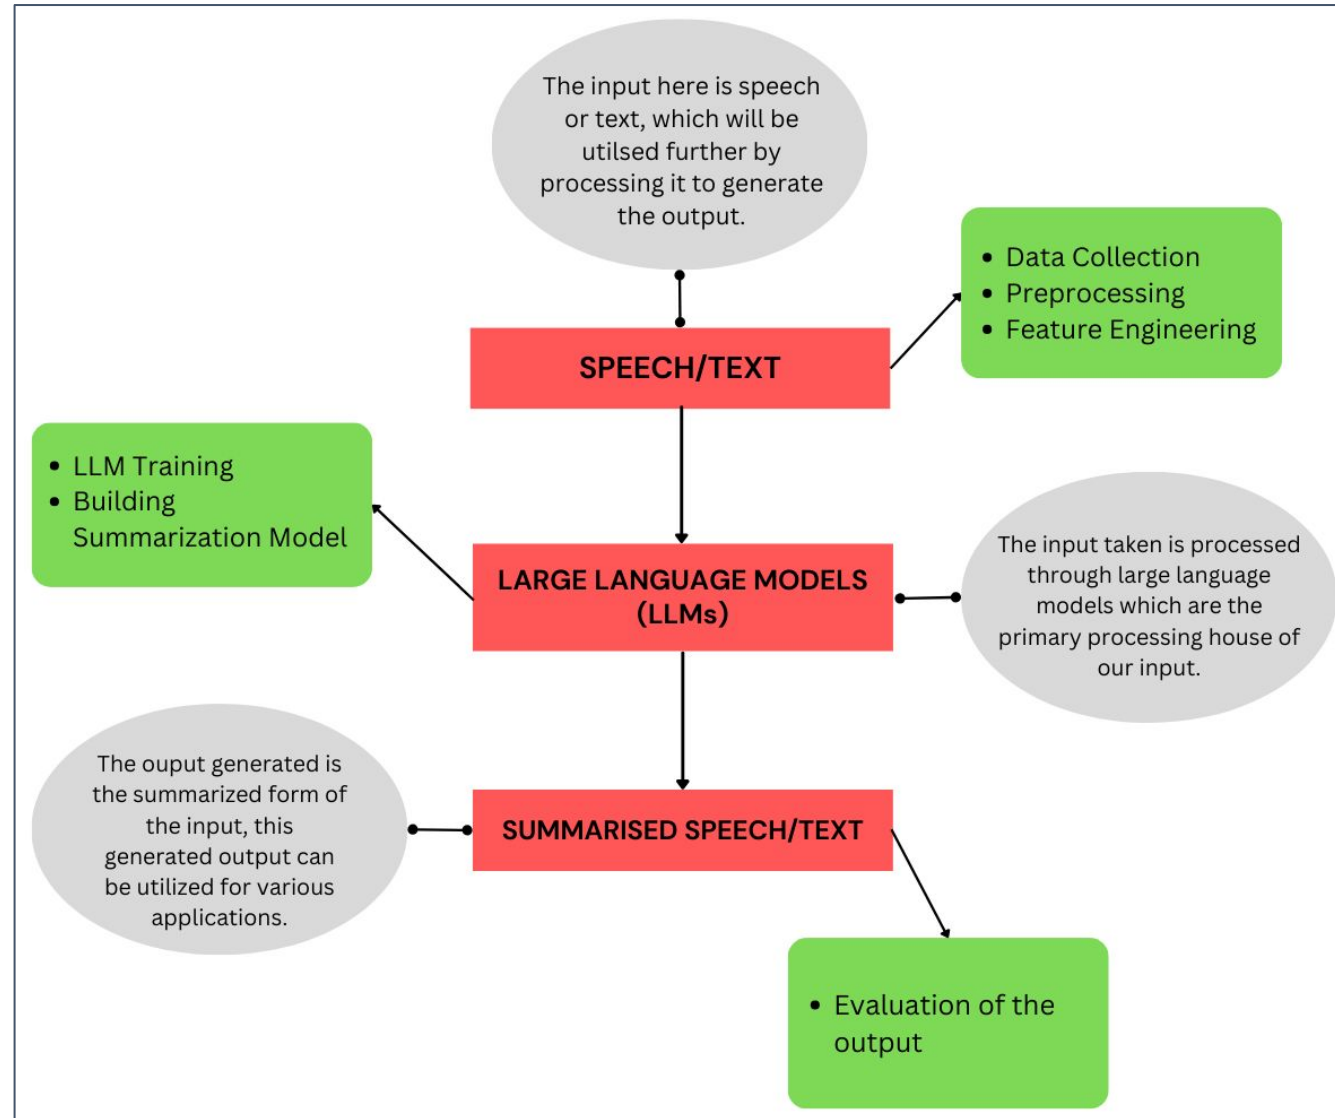 The input here is speech
or text, which will be
utilsed further by
processing it to generate
the output.
• Data Collection
• Preprocessing
• Feature Engineering
SPEECH/TEXT
• LLM Training
• Building
Summarization Model
LARGE LANGUAGE MODELS
(LLMs)
The input taken is processed
through large language
models which are the
primary processing house of
our input.
The ouput generated is
the summarized form of
the input, this
generated output can
be utilized for various
applications.
SUMMARISED SPEECH/TEXT
• Evaluation of the
output